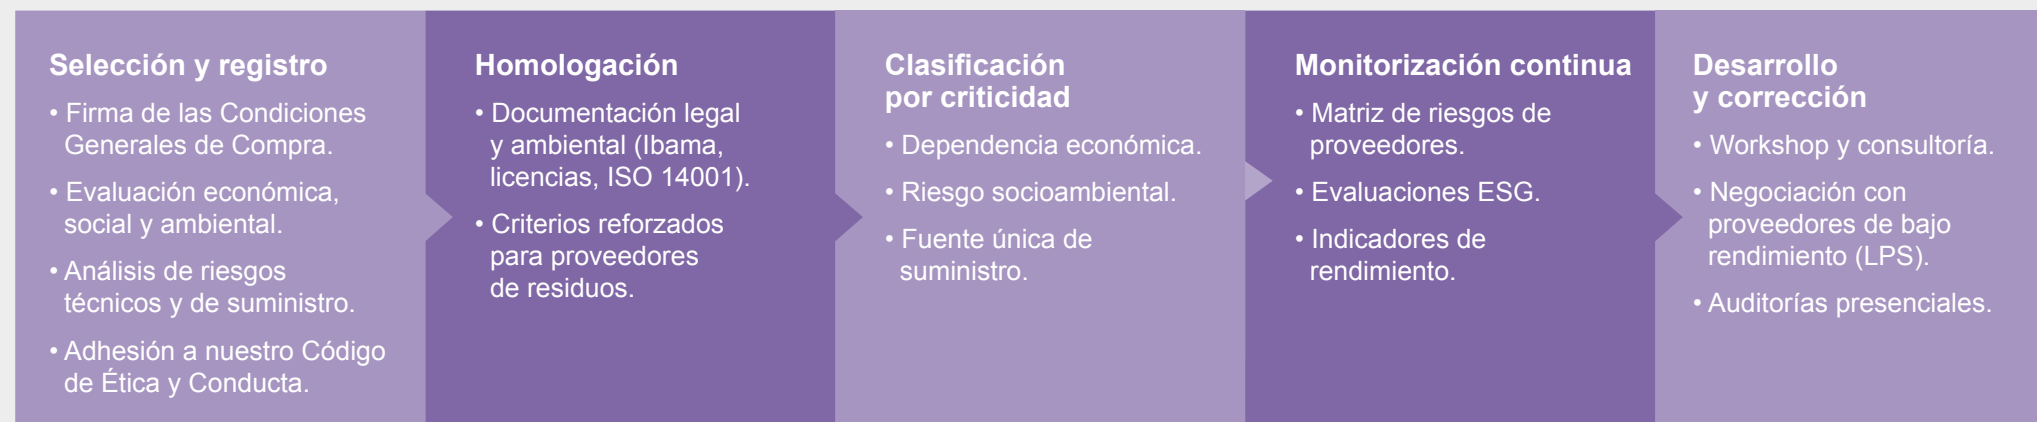 Selección y registro
• Firma de las Condiciones
Generales de Compra.
• Evaluación económica,
social y ambiental.
• Análisis de riesgos
técnicos y de suministro.
• Adhesión a nuestro Código
de Ética y Conducta.
Homologación
• Documentación legal
y ambiental (Ibama,
licencias, ISO 14001).
• Criterios reforzados
para proveedores
de residuos.
Clasificación
por criticidad
• Dependencia económica.
• Riesgo socioambiental.
• Fuente única de
suministro.
Monitorización continua
• Matriz de riesgos de
proveedores.
• Evaluaciones ESG.
• Indicadores de
rendimiento.
Desarrollo
y corrección
• Workshop y consultoría.
• Negociación con
proveedores de bajo
rendimiento (LPS).
• Auditorías presenciales.